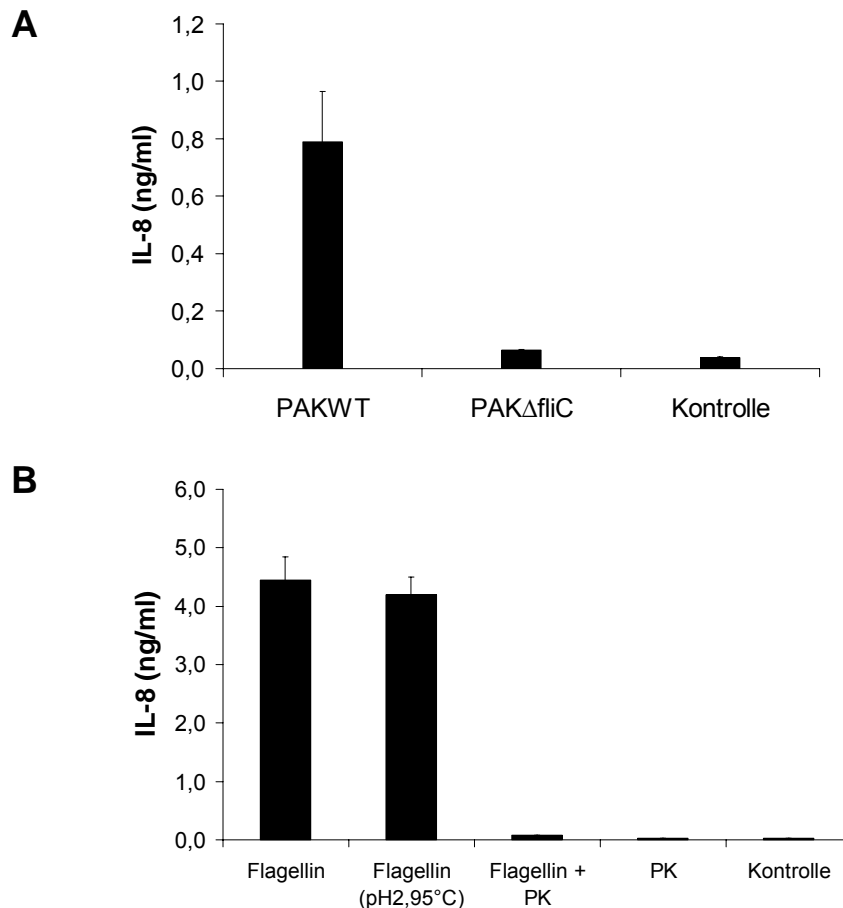 A
IL-8 (ng/ml)
1,2
1,0
0,8
0,6
0,4
0,2
0,0
PAKWT PAKΔfliC Kontrolle
B
IL-8 (ng/ml)
6,0
5,0
4,0
3,0
2,0
1,0
0,0
Flagellin Flagellin Flagellin + PK Kontrolle
(pH2,95°C) PK